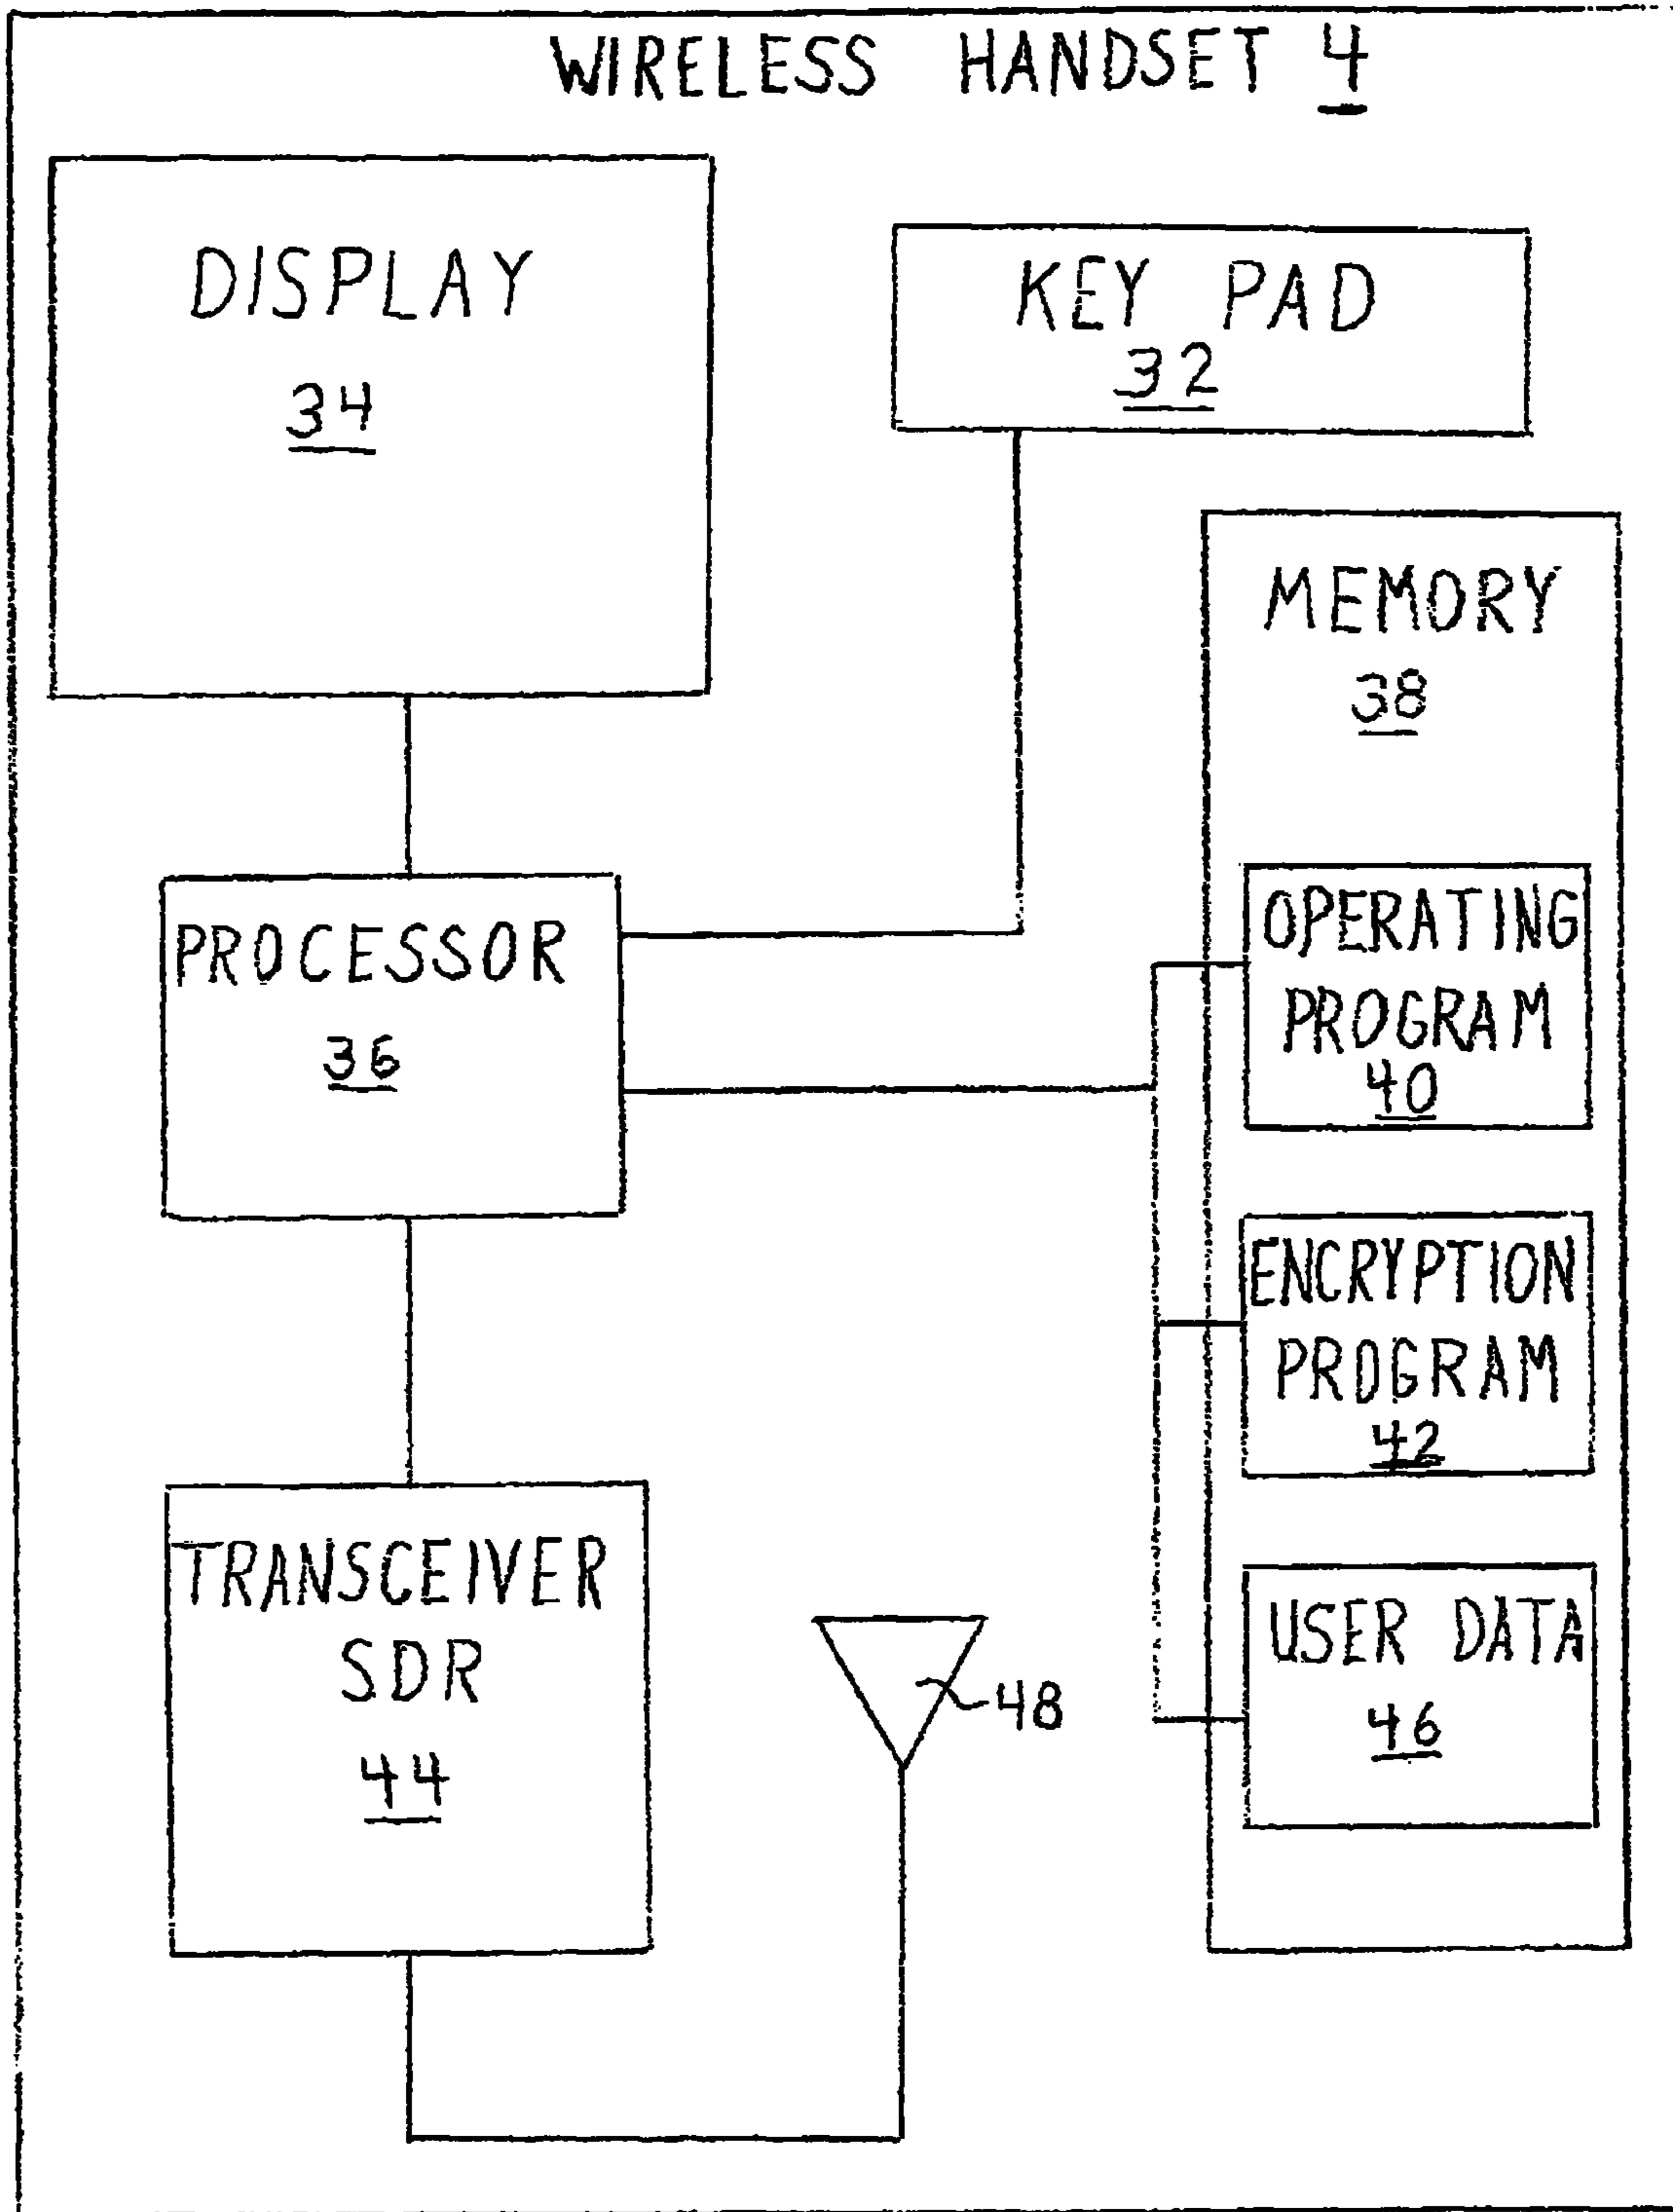 WIRELESS HANDSET 4
DISPLAY
34
KEY PAD
32
MEMORY
38
PROCESSOR
36
OPERATING
PROGRAM
40
ENCRYPTION
PROGRAM
42
TRANSCEIVER
SDR
44
48
USER DATA
46